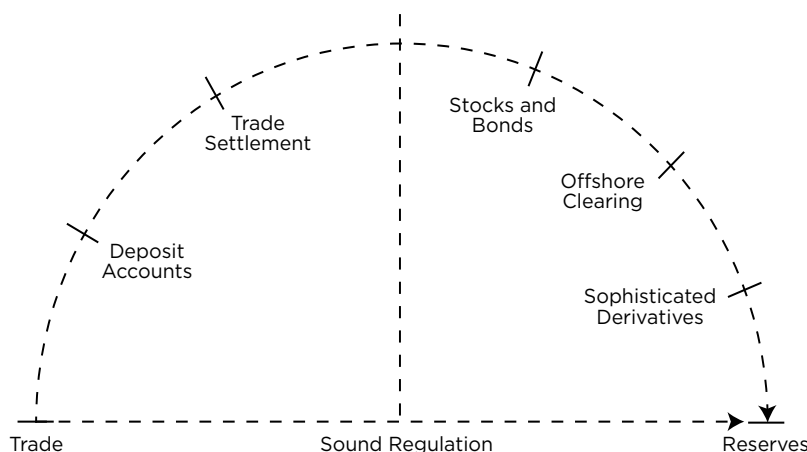 Stocks and
Bonds
Trade
Settlement
Offshore
Clearing
Deposit
Accounts
Sophisticated
Derivatives
Trade
Sound Regulation
Reserves